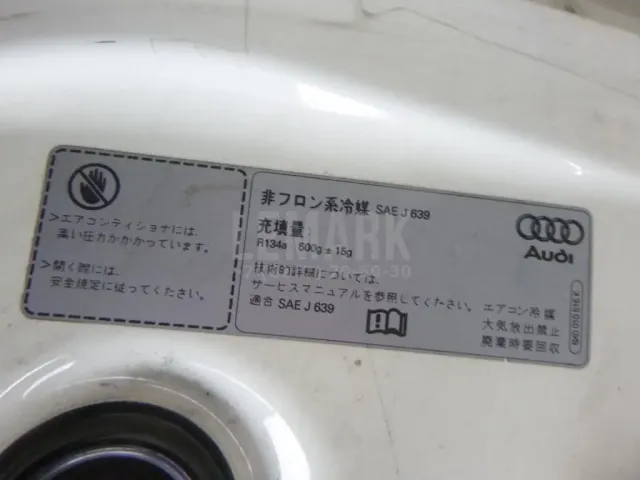 >エアコンディショナには、
高い圧力がかかっています。
>開く際には、
安全規定に従ってください。
非フロン系冷媒 SAE J 639
充填量:
R134a 500g ± 15g
技術的詳細については、
サービスマニュアルを参照してください。
適合 SAE J 639
Audi
エアコン冷媒
大気放出禁止
廃棄時要回収
LEMARK